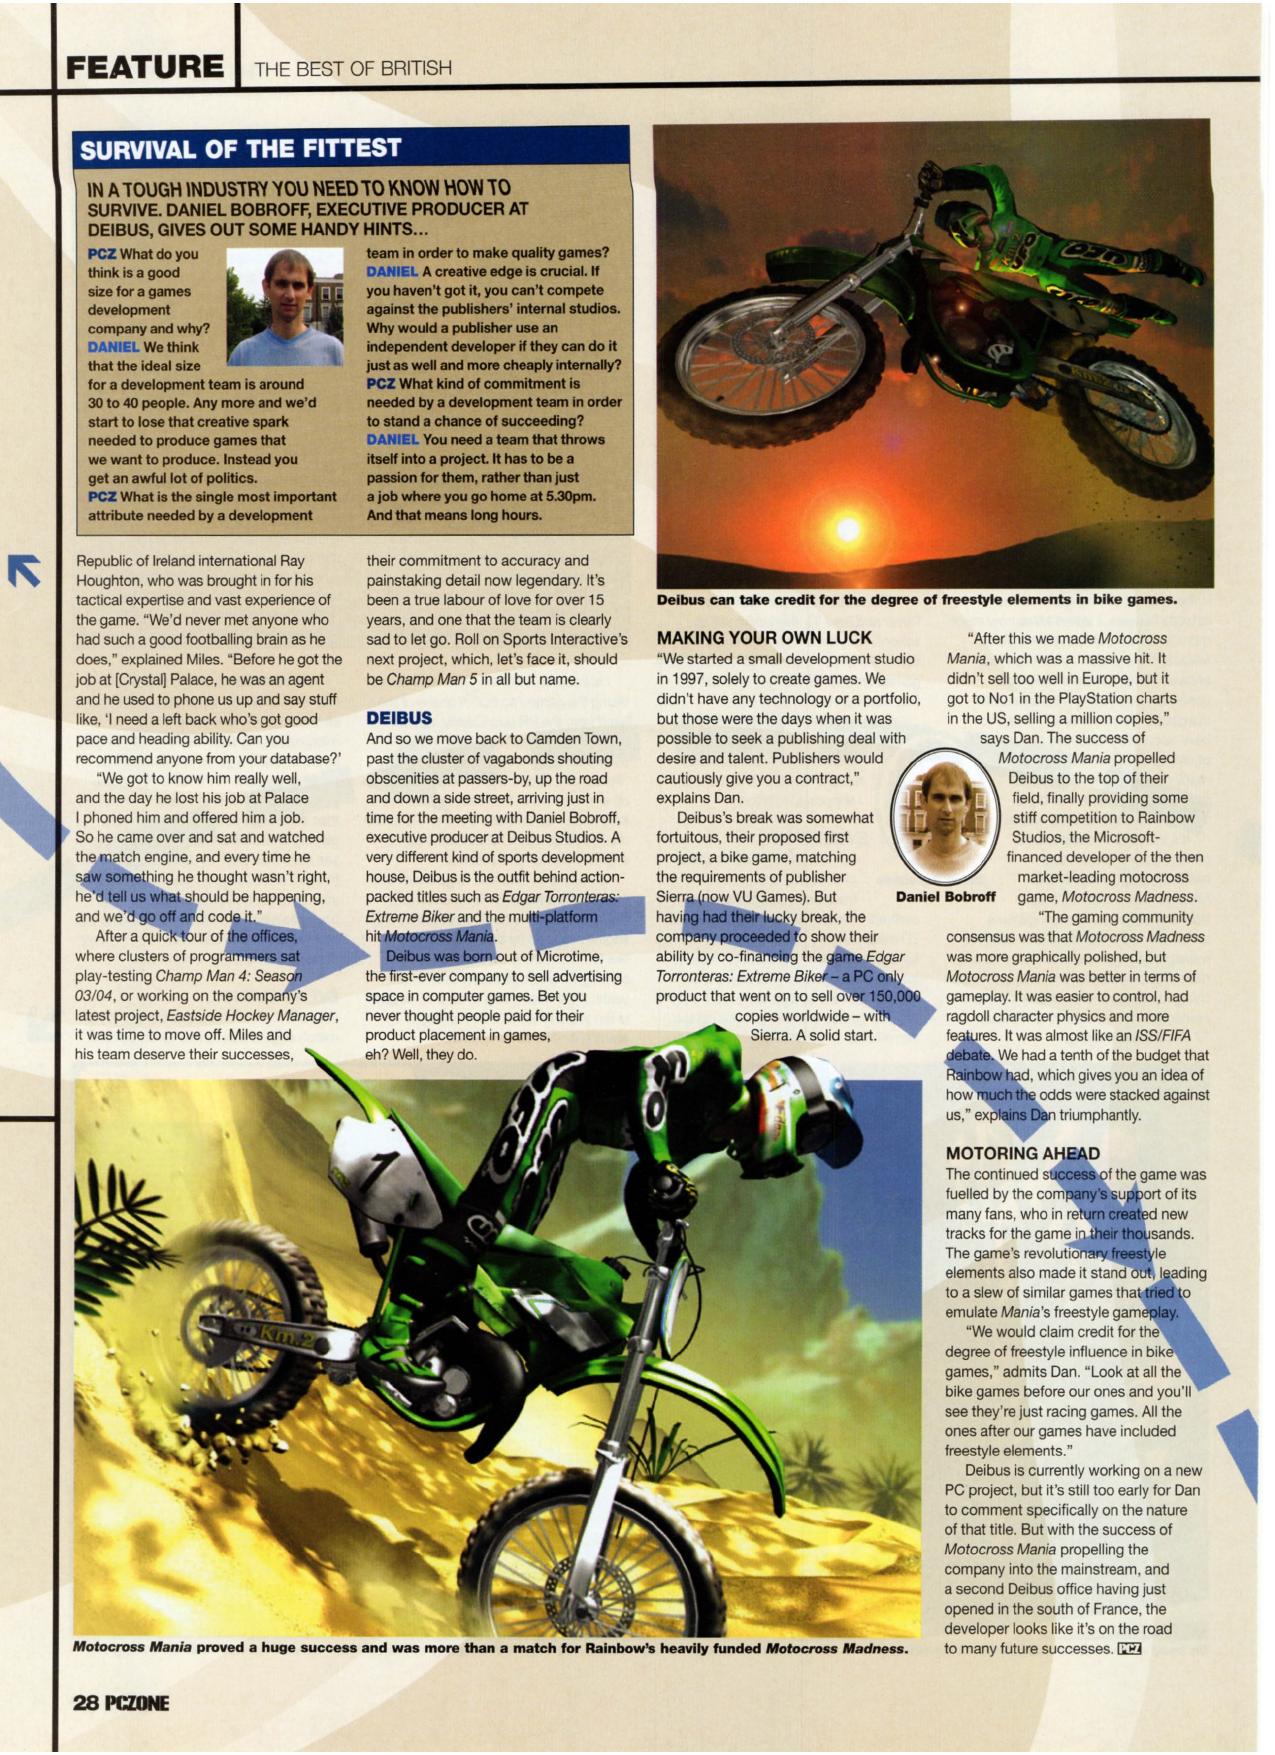 FEATURE
THE BEST OF BRITISH
SURVIVAL OF THE FITTEST
IN A TOUGH INDUSTRY YOU NEED TO KNOW HOW TO
SURVIVE. DANIEL BOBROFF, EXECUTIVE PRODUCER AT
DEIBUS, GIVES OUT SOME HANDY HINTS...
PCZ What do you
think is a good
size for a games
development
company and why?
DANIEL We think
that the ideal size
for a development team is around
30 to 40 people. Any more and we'd
start to lose that creative spark
needed to produce games that
we want to produce. Instead you
get an awful lot of politics.
PCZ What is the single most important
attribute needed by a development
team in order to make quality games?
DANIEL A creative edge is crucial. If
you haven't got it, you can't compete
against the publishers' internal studios.
Why would a publisher use an
independent developer if they can do it
just as well and more cheaply internally?
PCZ What kind of commitment is
needed by a development team in order
to stand a chance of succeeding?
DANIEL You need a team that throws
itself into a project. It has to be a
passion for them, rather than just
a job where you go home at 5.30pm.
And that means long hours.
Deibus can take credit for the degree of freestyle elements in bike games.
Republic of Ireland international Ray
Houghton, who was brought in for his
tactical expertise and vast experience of
the game. “We'd never met anyone who
had such a good footballing brain as he
does,” explained Miles. “Before he got the
job at [Crystal] Palace, he was an agent
and he used to phone us up and say stuff
like, ‘I need a left back who's got good
pace and heading ability. Can you
recommend anyone from your database?’
“We got to know him really well,
and the day he lost his job at Palace
I phoned him and offered him a job.
So he came over and sat and watched
the match engine, and every time he
saw something he thought wasn't right,
he'd tell us what should be happening,
and we'd go off and code it.”
After a quick tour of the offices,
where clusters of programmers sat
play-testing Champ Man 4: Season
03/04, or working on the company's
latest project, Eastside Hockey Manager,
it was time to move off. Miles and
his team deserve their successes,
their commitment to accuracy and
painstaking detail now legendary. It's
been a true labour of love for over 15
years, and one that the team is clearly
sad to let go. Roll on Sports Interactive's
next project, which, let's face it, should
be Champ Man 5 in all but name.
DEIBUS
And so we move back to Camden Town,
past the cluster of vagabonds shouting
obscenities at passers-by, up the road
and down a side street, arriving just in
time for the meeting with Daniel Bobroff,
executive producer at Deibus Studios. A
very different kind of sports development
house, Deibus is the outfit behind action-
packed titles such as Edgar Torronteras:
Extreme Biker and the multi-platform
hit Motocross Mania.
Deibus was born out of Microtime,
the first-ever company to sell advertising
space in computer games. Bet you
never thought people paid for their
product placement in games,
eh? Well, they do.
MAKING YOUR OWN LUCK
“We started a small development studio
in 1997, solely to create games. We
didn't have any technology or a portfolio,
but those were the days when it was
possible to seek a publishing deal with
desire and talent. Publishers would
cautiously give you a contract,”
explains Dan.
Deibus's break was somewhat
fortuitous, their proposed first
project, a bike game, matching
the requirements of publisher
Sierra (now VU Games). But
having had their lucky break, the
company proceeded to show their
ability by co-financing the game Edgar
Torronteras: Extreme Biker – a PC only
product that went on to sell over 150,000
copies worldwide – with
Sierra. A solid start.
“After this we made Motocross
Mania, which was a massive hit. It
didn't sell too well in Europe, but it
got to No1 in the PlayStation charts
in the US, selling a million copies,”
says Dan. The success of
Motocross Mania propelled
Deibus to the top of their
field, finally providing some
stiff competition to Rainbow
Studios, the Microsoft-
financed developer of the then
market-leading motocross
game, Motocross Madness.
Daniel Bobroff
“The gaming community
consensus was that Motocross Madness
was more graphically polished, but
Motocross Mania was better in terms of
gameplay. It was easier to control, had
ragdoll character physics and more
features. It was almost like an ISS/FIFA
debate. We had a tenth of the budget that
Rainbow had, which gives you an idea of
how much the odds were stacked against
us,” explains Dan triumphantly.
MOTORING AHEAD
The continued success of the game was
fuelled by the company's support of its
many fans, who in return created new
tracks for the game in their thousands.
The game's revolutionary freestyle
elements also made it stand out, leading
to a slew of similar games that tried to
emulate Mania's freestyle gameplay.
“We would claim credit for the
degree of freestyle influence in bike
games,” admits Dan. “Look at all the
bike games before our ones and you'll
see they're just racing games. All the
ones after our games have included
freestyle elements.”
Deibus is currently working on a new
PC project, but it's still too early for Dan
to comment specifically on the nature
of that title. But with the success of
Motocross Mania propelling the
company into the mainstream, and
a second Deibus office having just
opened in the south of France, the
developer looks like it's on the road
to many future successes. PCZ
1
Km.2
Motocross Mania proved a huge success and was more than a match for Rainbow's heavily funded Motocross Madness.
28 PCZONE